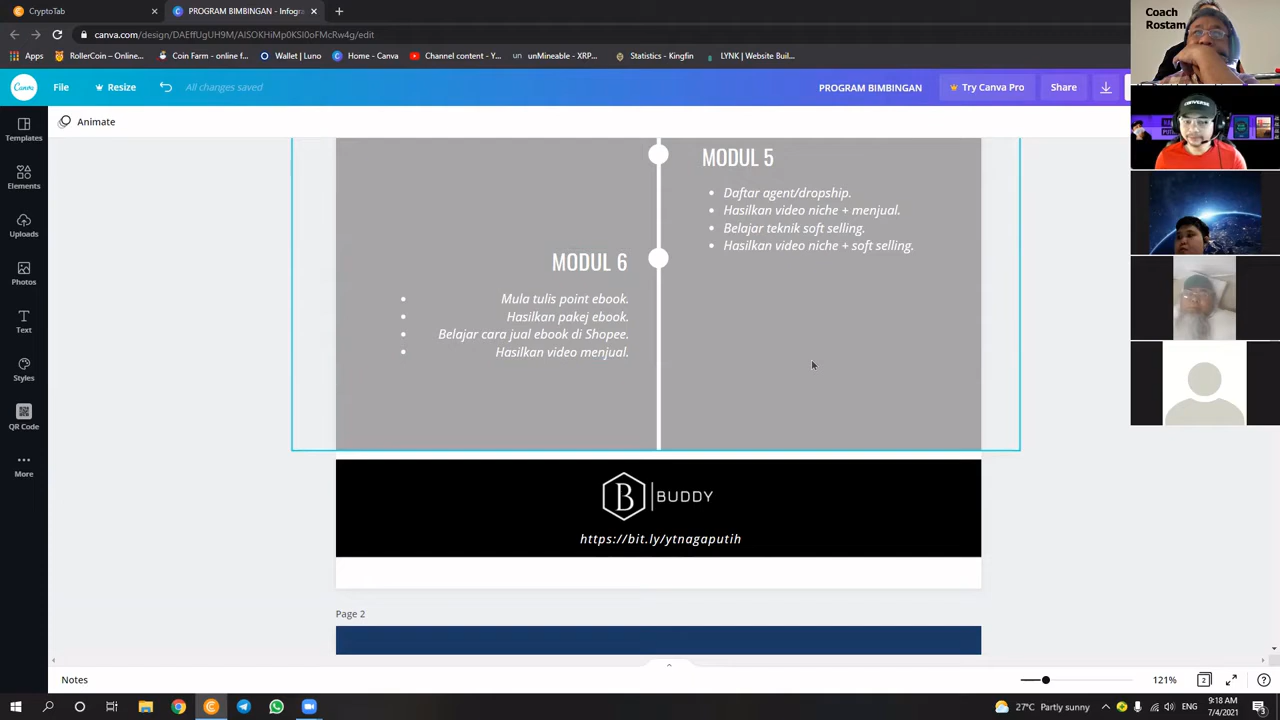 CryptoTab
PROGRAM BIMBINGAN - Infogra
canva.com/design/DAEffUgUH9M/AISOKHiMp0KSI0oFMcRw4g/edit
Apps
RollerCoin – Online...
Coin Farm - online f...
Wallet | Luno
Home - Canva
Channel content - Y...
unMineable - XRP...
Statistics - Kingfin
LYNK | Website Buil...
Canva
File
Resize
All changes saved
PROGRAM BIMBINGAN
Try Canva Pro
Share
Animate
Templates
Elements
Uploads
Photos
Text
Styles
QR Code
More
MODUL 5
Daftar agent/dropship.
Hasilkan video niche + menjual.
Belajar teknik soft selling.
Hasilkan video niche + soft selling.
MODUL 6
Mula tulis point ebook.
Hasilkan pakej ebook.
Belajar cara jual ebook di Shopee.
Hasilkan video menjual.
B|BUDDY
https://bit.ly/ytnagaputih
Page 2
Notes
121%
2
Coach
Rostam
CONVERSE
27°C Partly sunny
ENG
9:18 AM
7/4/2021
3